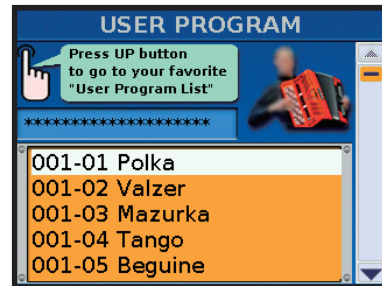 USER PROGRAM
Press UP button
to go to your favorite
"User Program List"
********************
001-01 Polka
001-02 Valzer
001-03 Mazurka
001-04 Tango
001-05 Beguine